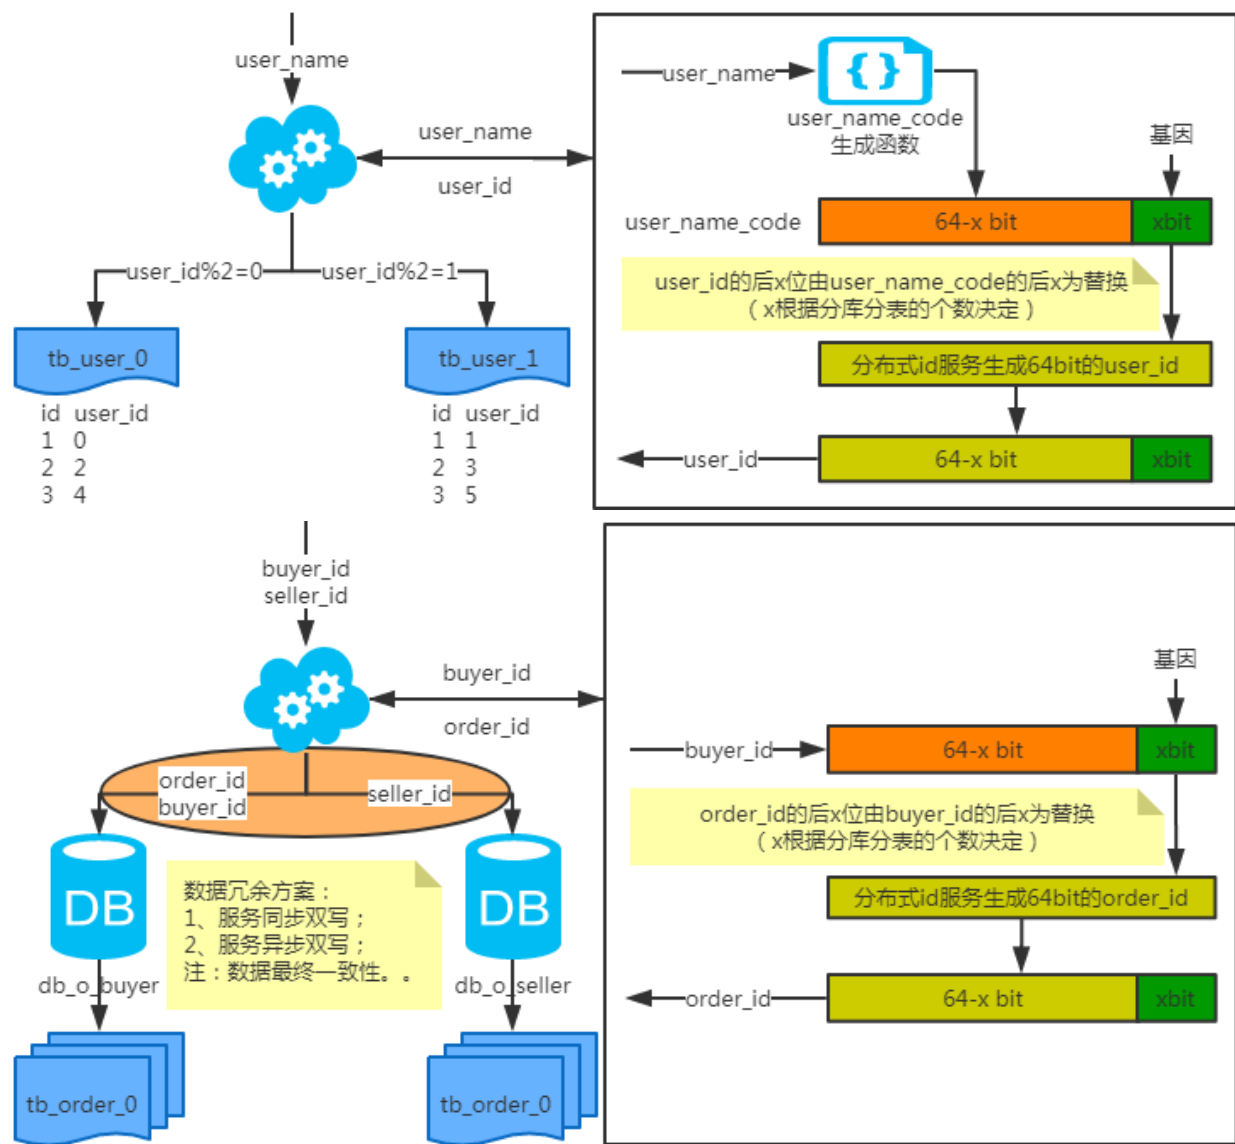 user_name
user_name
user_id
user_id%2=0
user_id%2=1
tb_user_0
tb_user_1
id user_id
1 0
2 2
3 4
id user_id
1 1
2 3
3 5
user_name
{ }
user_name_code
生成函数
基因
user_name_code
64-x bit
xbit
user_id的后x位由user_name_code的后x为替换
（x根据分库分表的个数决定）
分布式id服务生成64bit的user_id
user_id
64-x bit
xbit
buyer_id
seller_id
buyer_id
order_id
order_id
buyer_id
seller_id
DB
DB
数据冗余方案：
1、服务同步双写；
2、服务异步双写；
注：数据最终一致性。。
db_o_buyer
db_o_seller
tb_order_0
tb_order_0
基因
buyer_id
64-x bit
xbit
order_id的后x位由buyer_id的后x为替换
（x根据分库分表的个数决定）
分布式id服务生成64bit的order_id
order_id
64-x bit
xbit